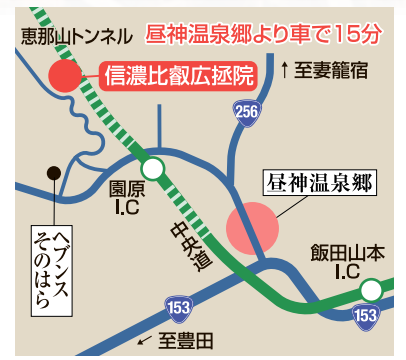 恵那山トンネル
昼神温泉郷より車で15分
信濃比叡広拯院
↑至妻籠宿
256
園原
I.C
昼神温泉郷
ヘブンス
そのはら
中央道
飯田山本
I.C
153
153
←至豊田